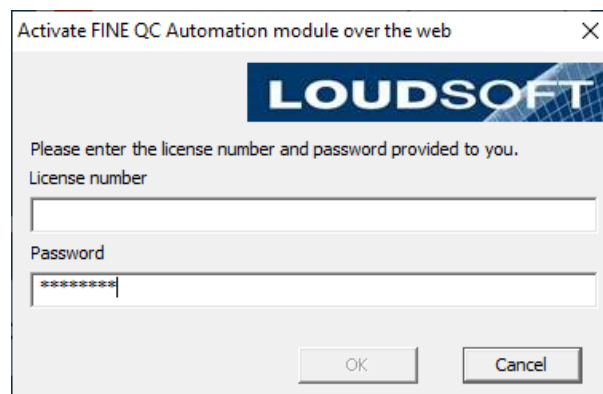 Activate FINE QC Automation module over the web
LOUDSOFT
Please enter the license number and password provided to you.
License number
Password
********
OK
Cancel